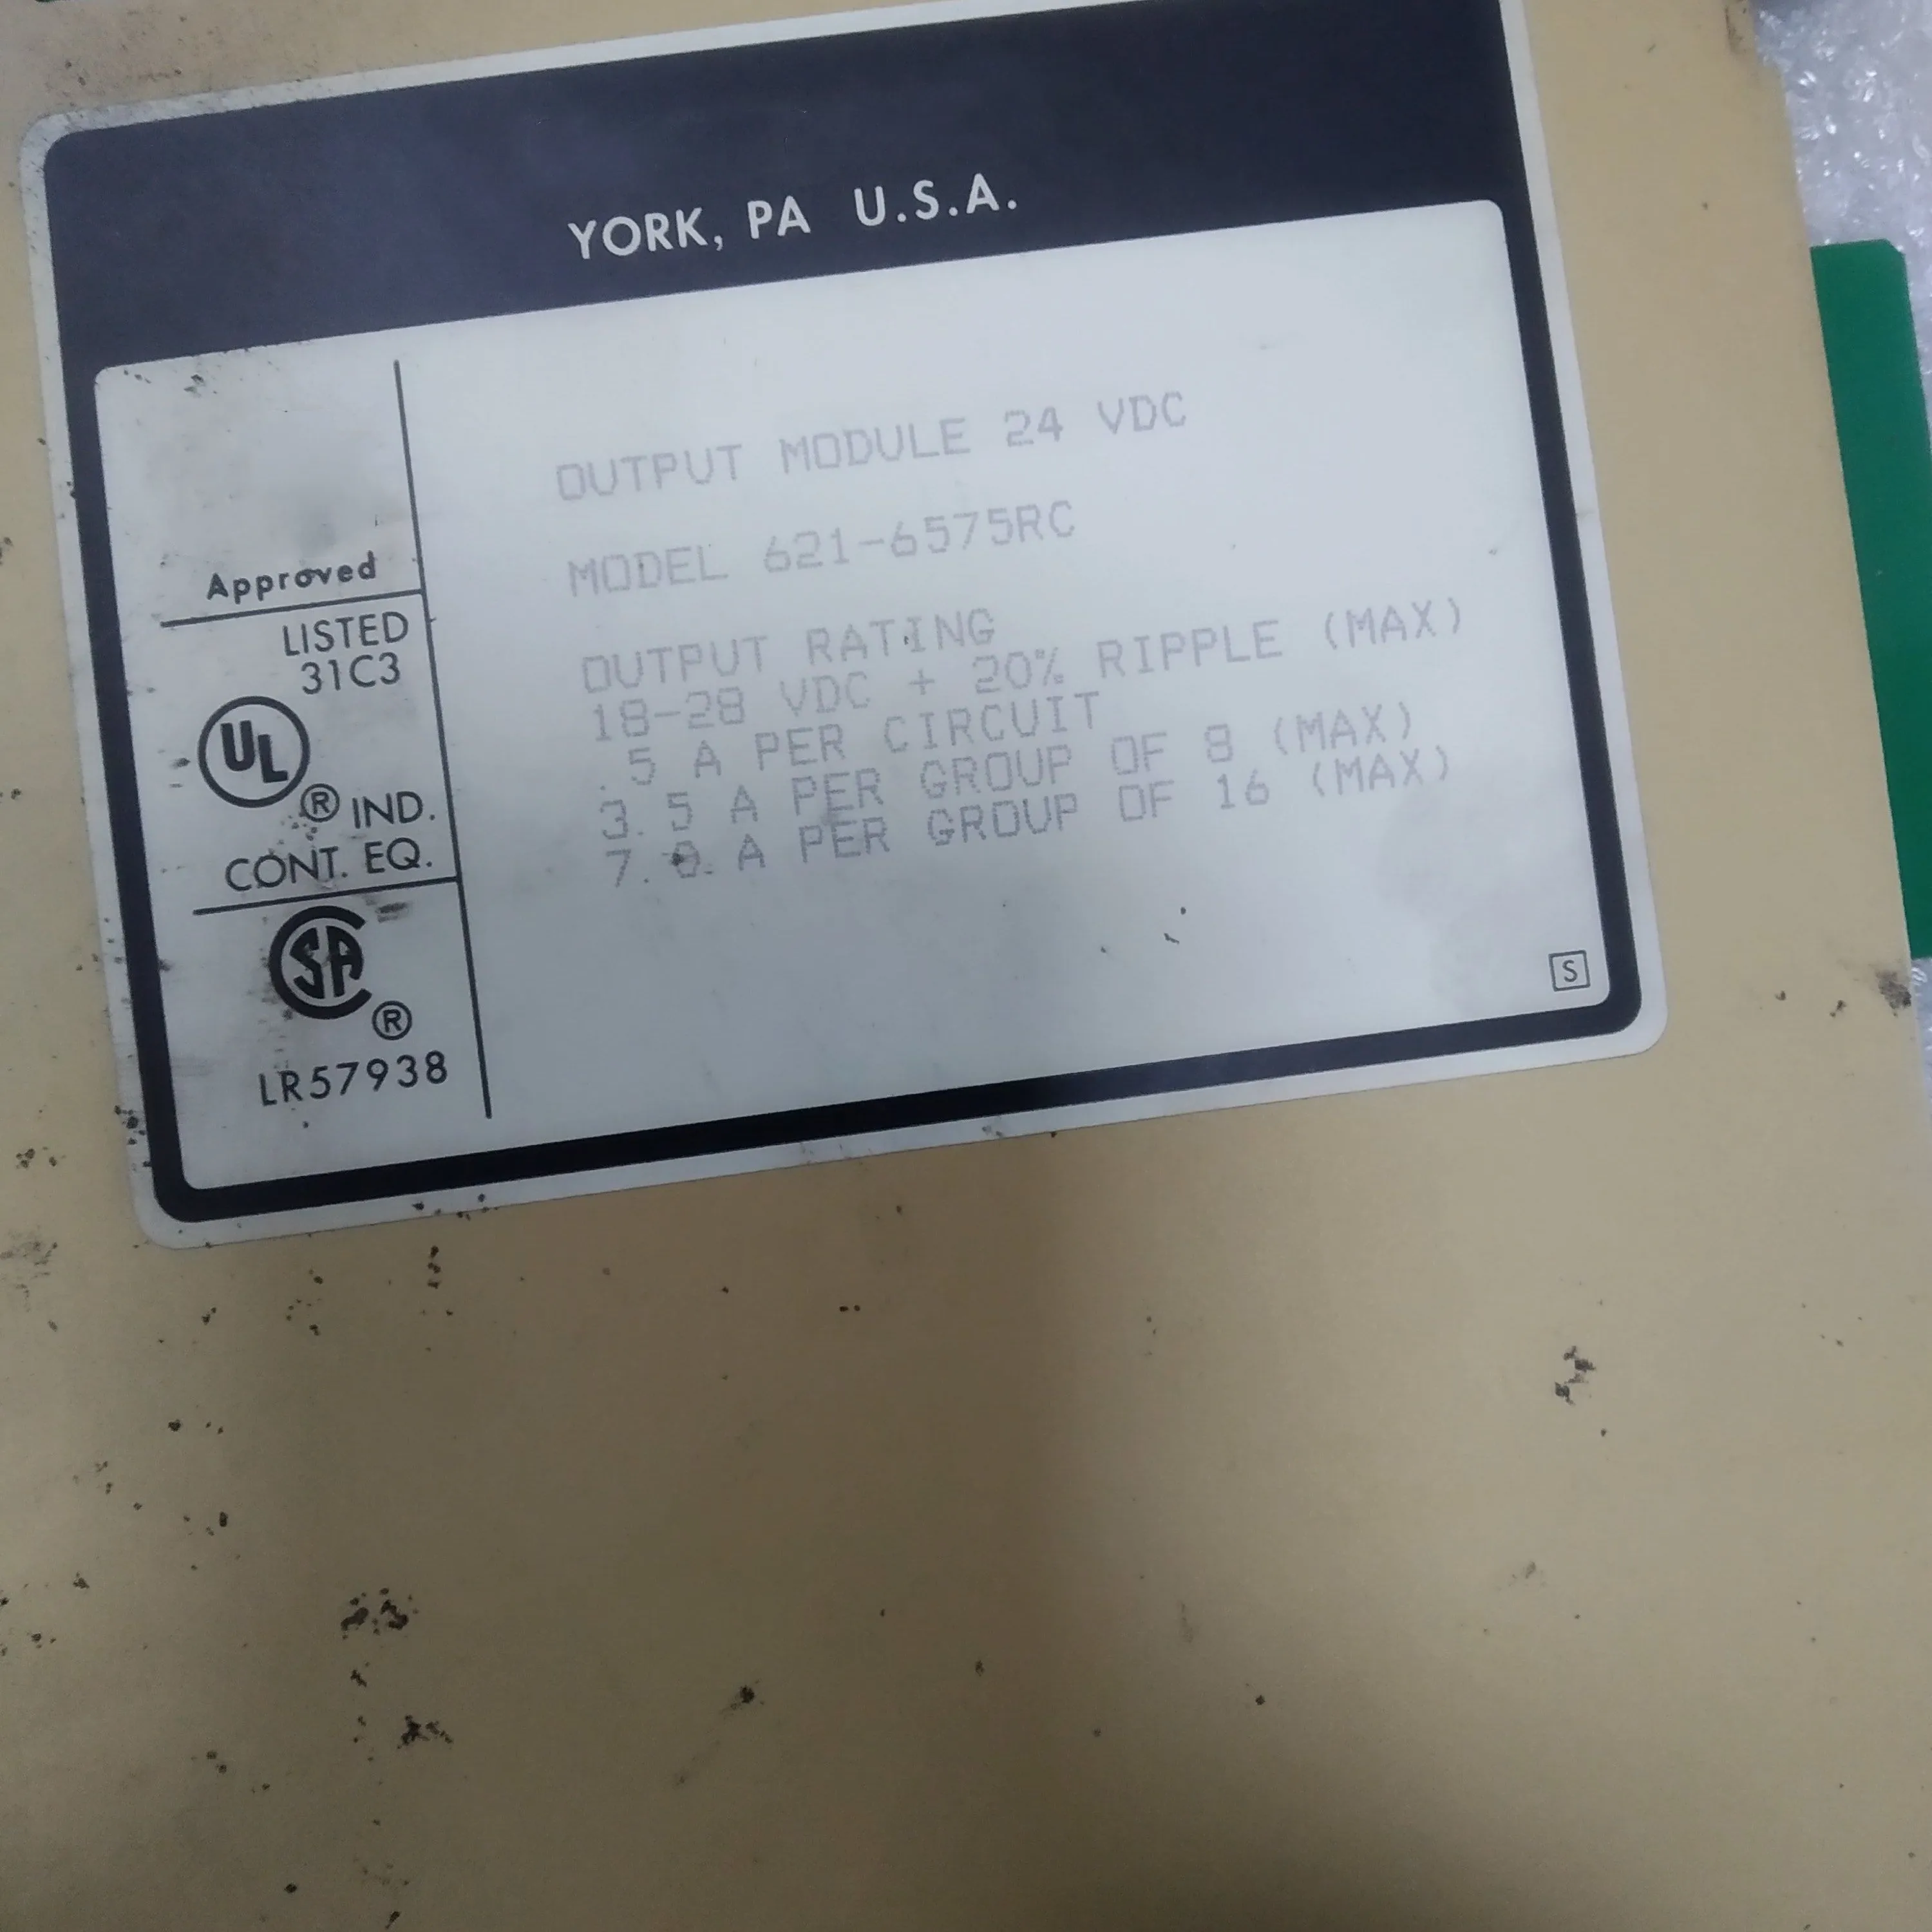 YORK, PA U.S.A.
Approved
LISTED
31C3
UL
® IND.
CONT. EQ.
SA
®
LR57938
OUTPUT MODULE 24 VDC
MODEL 621-6575RC
OUTPUT RATING
18-28 VDC + 20% RIPPLE (MAX)
.5 A PER CIRCUIT
3.5 A PER GROUP OF 8 (MAX)
7.0 A PER GROUP OF 16 (MAX)
S